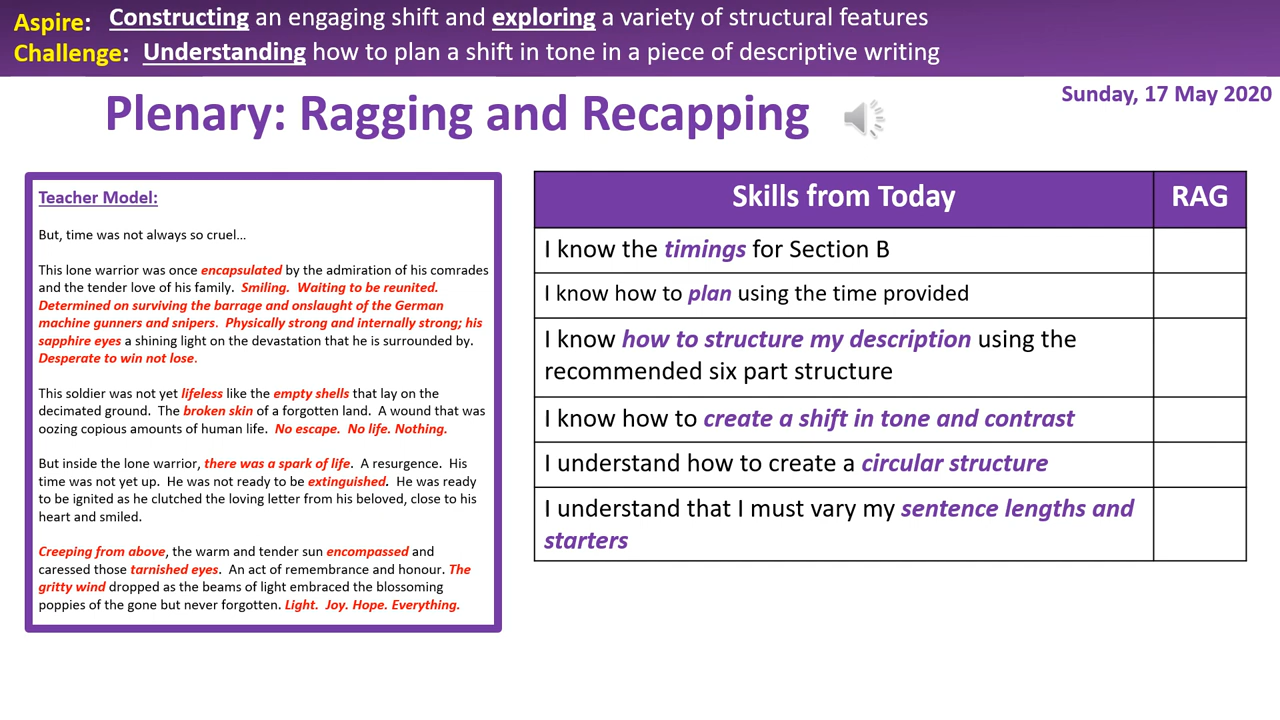 Aspire: Constructing an engaging shift and exploring a variety of structural features
Challenge: Understanding how to plan a shift in tone in a piece of descriptive writing
Sunday, 17 May 2020
Plenary: Ragging and Recapping
Teacher Model:
But, time was not always so cruel…
This lone warrior was once encapsulated by the admiration of his comrades
and the tender love of his family. Smiling. Waiting to be reunited.
Determined on surviving the barrage and onslaught of the German
machine gunners and snipers. Physically strong and internally strong; his
sapphire eyes a shining light on the devastation that he is surrounded by.
Desperate to win not lose.
This soldier was not yet lifeless like the empty shells that lay on the
decimated ground. The broken skin of a forgotten land. A wound that was
oozing copious amounts of human life. No escape. No life. Nothing.
But inside the lone warrior, there was a spark of life. A resurgence. His
time was not yet up. He was not ready to be extinguished. He was ready
to be ignited as he clutched the loving letter from his beloved, close to his
heart and smiled.
Creeping from above, the warm and tender sun encompassed and
caressed those tarnished eyes. An act of remembrance and honour. The
gritty wind dropped as the beams of light embraced the blossoming
poppies of the gone but never forgotten. Light. Joy. Hope. Everything.
Skills from Today RAG
I know the timings for Section B
I know how to plan using the time provided
I know how to structure my description using the
recommended six part structure
I know how to create a shift in tone and contrast
I understand how to create a circular structure
I understand that I must vary my sentence lengths and
starters